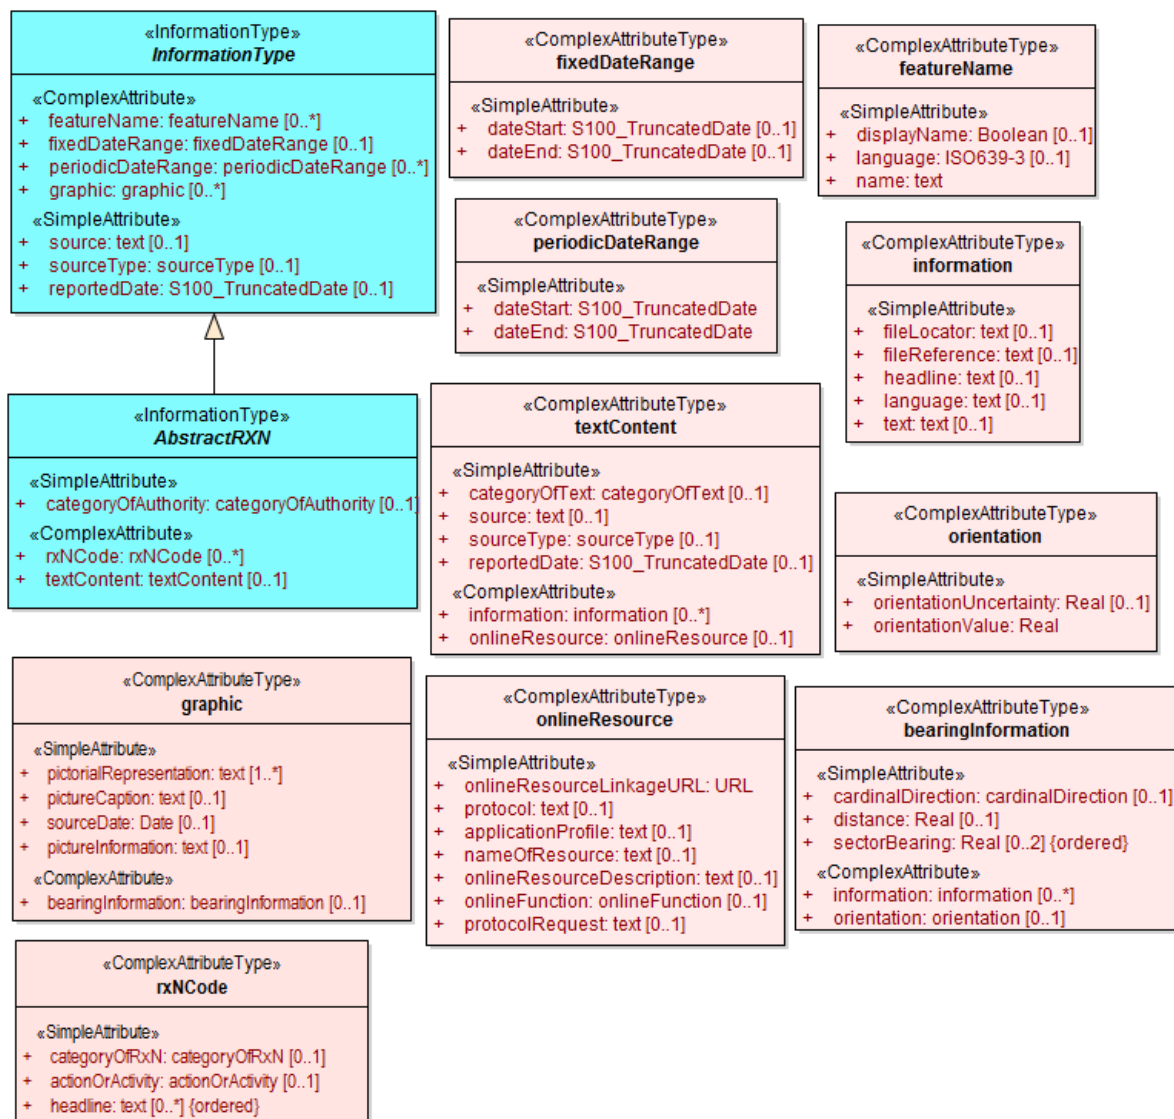 «InformationType»
InformationType
«ComplexAttribute»
+ featureName: featureName [0..*]
+ fixedDateRange: fixedDateRange [0..1]
+ periodicDateRange: periodicDateRange [0..*]
+ graphic: graphic [0..*]
«SimpleAttribute»
+ source: text [0..1]
+ sourceType: sourceType [0..1]
+ reportedDate: S100_TruncatedDate [0..1]
«ComplexAttributeType»
fixedDateRange
«SimpleAttribute»
+ dateStart: S100_TruncatedDate [0..1]
+ dateEnd: S100_TruncatedDate [0..1]
«ComplexAttributeType»
featureName
«SimpleAttribute»
+ displayName: Boolean [0..1]
+ language: ISO639-3 [0..1]
+ name: text
«ComplexAttributeType»
periodicDateRange
«SimpleAttribute»
+ dateStart: S100_TruncatedDate
+ dateEnd: S100_TruncatedDate
«ComplexAttributeType»
information
«SimpleAttribute»
+ fileLocator: text [0..1]
+ fileReference: text [0..1]
+ headline: text [0..1]
+ language: text [0..1]
+ text: text [0..1]
«InformationType»
AbstractRXN
«SimpleAttribute»
+ categoryOfAuthority: categoryOfAuthority [0..1]
«ComplexAttribute»
+ rxNCode: rxNCode [0..*]
+ textContent: textContent [0..1]
«ComplexAttributeType»
textContent
«SimpleAttribute»
+ categoryOfText: categoryOfText [0..1]
+ source: text [0..1]
+ sourceType: sourceType [0..1]
+ reportedDate: S100_TruncatedDate [0..1]
«ComplexAttribute»
+ information: information [0..*]
+ onlineResource: onlineResource [0..1]
«ComplexAttributeType»
orientation
«SimpleAttribute»
+ orientationUncertainty: Real [0..1]
+ orientationValue: Real
«ComplexAttributeType»
graphic
«SimpleAttribute»
+ pictorialRepresentation: text [1..*]
+ pictureCaption: text [0..1]
+ sourceDate: Date [0..1]
+ pictureInformation: text [0..1]
«ComplexAttribute»
+ bearingInformation: bearingInformation [0..1]
«ComplexAttributeType»
onlineResource
«SimpleAttribute»
+ onlineResourceLinkageURL: URL
+ protocol: text [0..1]
+ applicationProfile: text [0..1]
+ nameOfResource: text [0..1]
+ onlineResourceDescription: text [0..1]
+ onlineFunction: onlineFunction [0..1]
+ protocolRequest: text [0..1]
«ComplexAttributeType»
bearingInformation
«SimpleAttribute»
+ cardinalDirection: cardinalDirection [0..1]
+ distance: Real [0..1]
+ sectorBearing: Real [0..2] {ordered}
«ComplexAttribute»
+ information: information [0..*]
+ orientation: orientation [0..1]
«ComplexAttributeType»
rxNCode
«SimpleAttribute»
+ categoryOfRxN: categoryOfRxN [0..1]
+ actionOrActivity: actionOrActivity [0..1]
+ headline: text [0..*] {ordered}